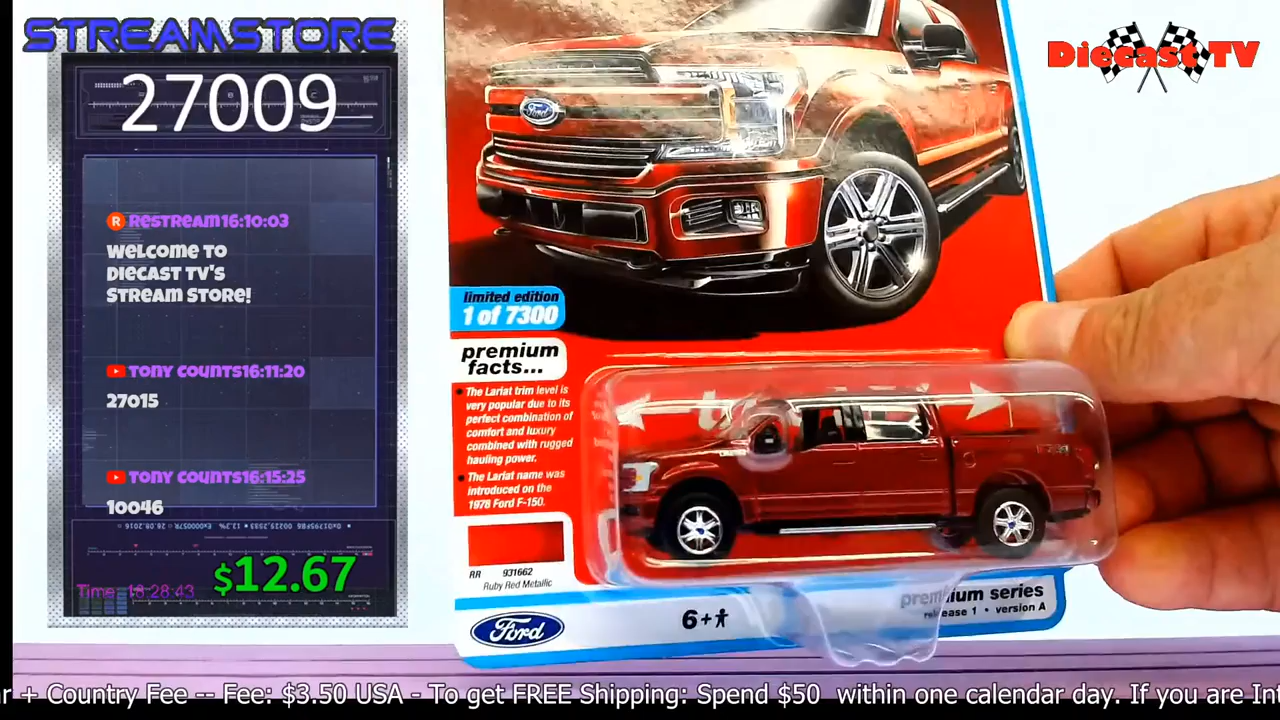 STREAMSTORE
27009
Restream16:10:03
Welcome to
Diecast TV's
Stream Store!
Tony Counts16:11:20
27015
Tony Counts16:15:25
10046
Time: 18:28:43
$12.67
Diecast TV
Ford
limited edition
1 of 7300
premium
facts...
• The Lariat trim level is
very popular due to its
perfect combination of
comfort and luxury
combined with rugged
hauling power.
• The Lariat name was
introduced on the
1978 Ford F-150.
RR 931662
Ruby Red Metallic
Ford
6+
premium series
release 1 • version A
r + Country Fee -- Fee: $3.50 USA - To get FREE Shipping: Spend $50 within one calendar day. If you are Int